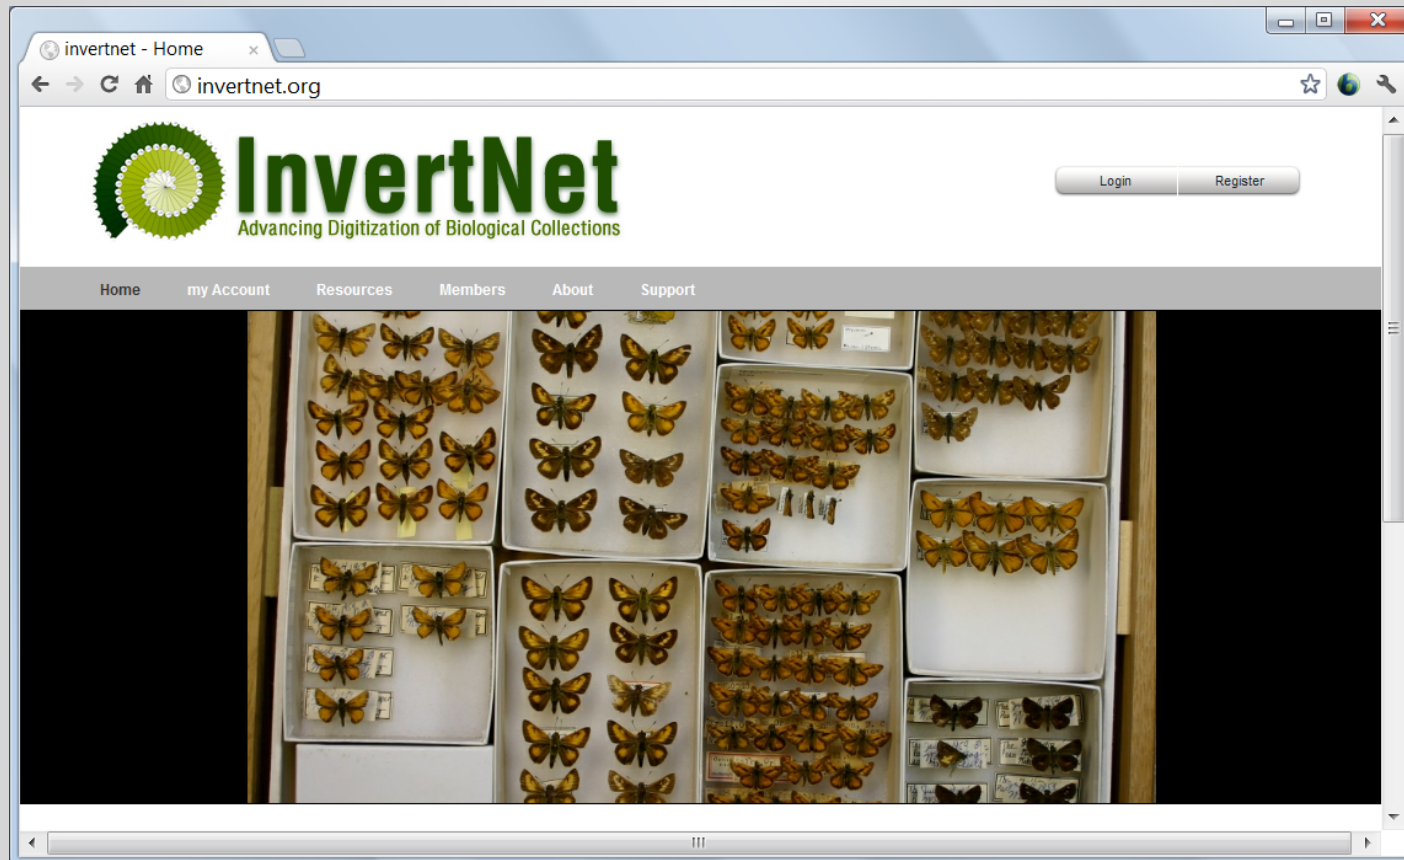 invertnet - Home
invertnet.org
InvertNet
Advancing Digitization of Biological Collections
Login Register
Home my Account Resources Members About Support